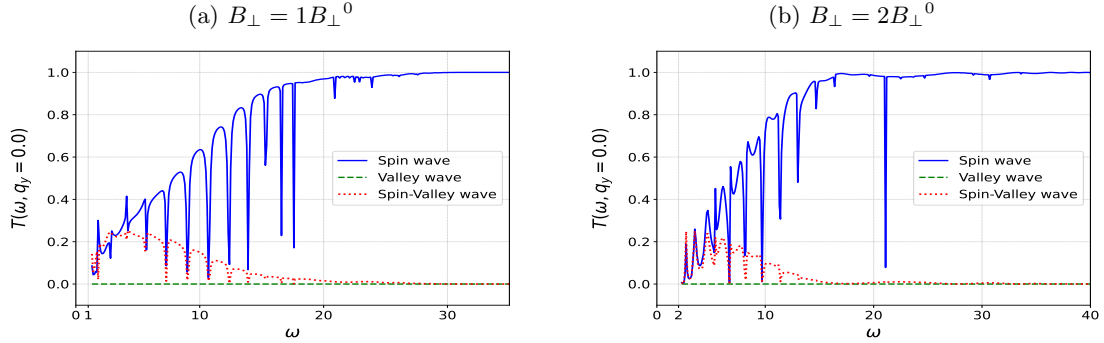 (a) B⊥ = 1B⊥⁰
T(ω, q_y = 0.0)
1.0
0.8
0.6
0.4
0.2
0.0
Spin wave
Valley wave
Spin-Valley wave
0 1 10 20 30
ω
(b) B⊥ = 2B⊥⁰
T(ω, q_y = 0.0)
1.0
0.8
0.6
0.4
0.2
0.0
Spin wave
Valley wave
Spin-Valley wave
0 2 10 20 30 40
ω